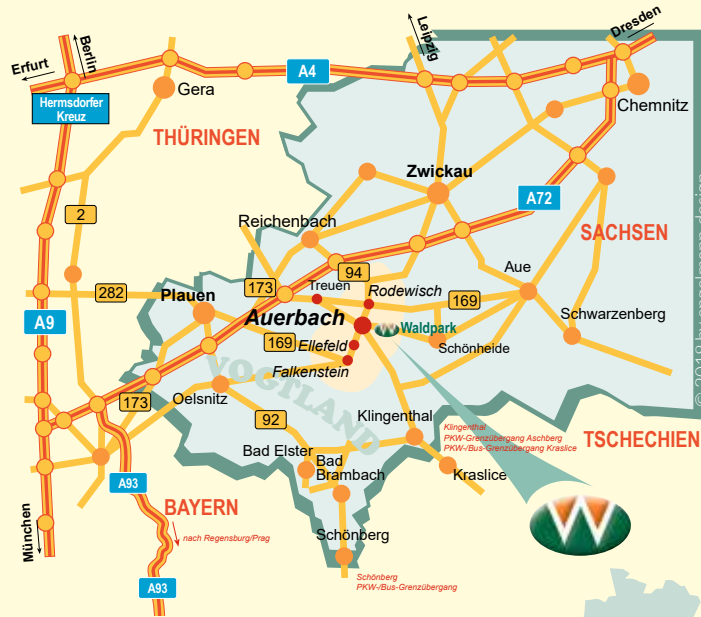 Erfurt
Berlin
Leipzig
Dresden
A4
Hermsdorfer
Kreuz
Gera
Chemnitz
THÜRINGEN
Zwickau
A72
2
Reichenbach
SACHSEN
94
Aue
173
Treuen
Rodewisch
282
Plauen
169
A9
Auerbach
W Waldpark
Schwarzenberg
169
Ellefeld
Schönheide
VOGTLAND
Falkenstein
173
Oelsnitz
92
Klingenthal
Klingenthal
PKW-Grenzübergang Aschberg
PKW-/Bus-Grenzübergang Kraslice
TSCHECHIEN
Bad Elster
Bad
Brambach
Kraslice
A93
BAYERN
W
München
nach Regensburg/Prag
Schönberg
A93
Schönberg
PKW-/Bus-Grenzübergang